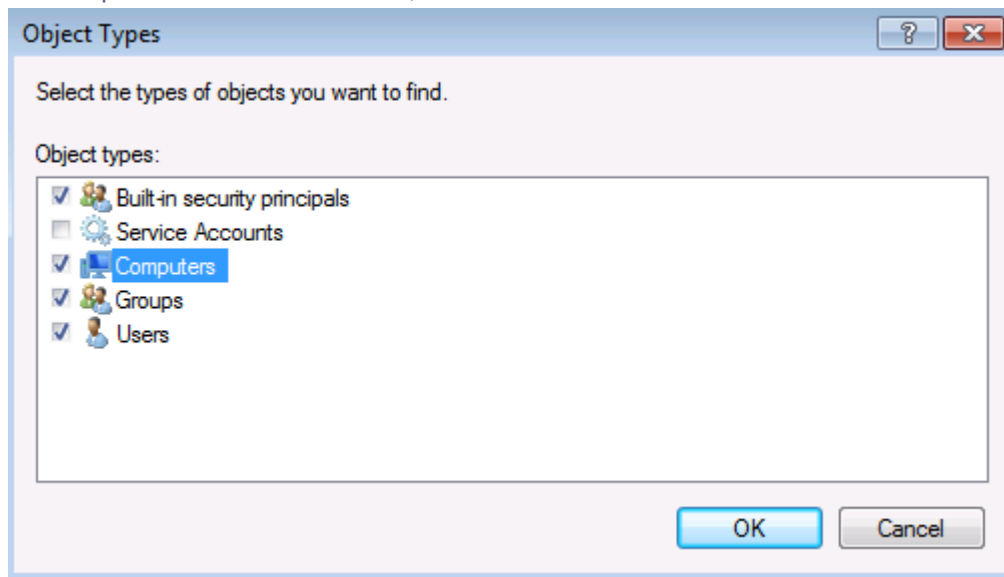 Object Types
Select the types of objects you want to find.
Object types:
Built-in security principals
Service Accounts
Computers
Groups
Users
OK Cancel